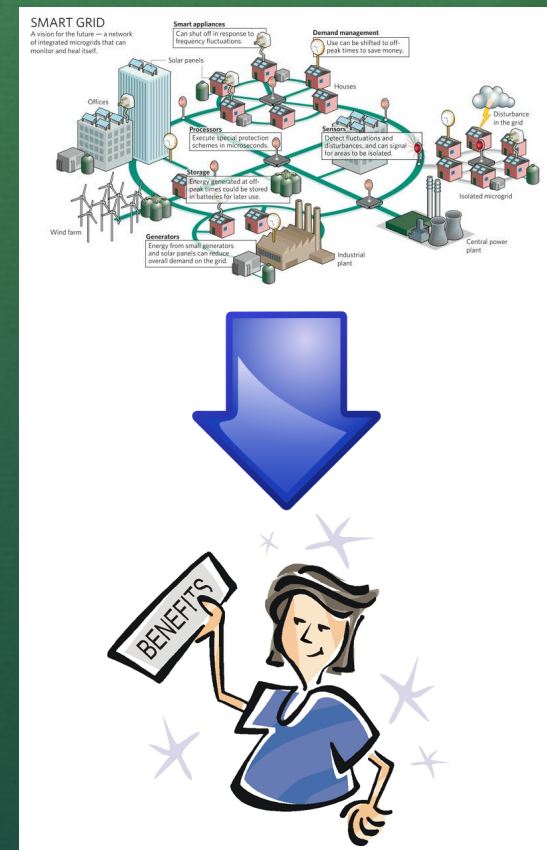 SMART GRID
A vision for the future — a network
of integrated microgrids that can
monitor and heal itself.
Smart appliances
Can shut off in response to
frequency fluctuations.
Demand management
Use can be shifted to off-
peak times to save money.
Solar panels
Houses
Offices
Disturbance
in the grid
Processors
Execute special protection
schemes in microseconds.
Sensors
Detect fluctuations and
disturbances, and can signal
for areas to be isolated.
Storage
Energy generated at off-
peak times could be stored
in batteries for later use.
Isolated microgrid
Wind farm
Generators
Energy from small generators
and solar panels can reduce
overall demand on the grid.
Industrial
plant
Central power
plant
BENEFITS